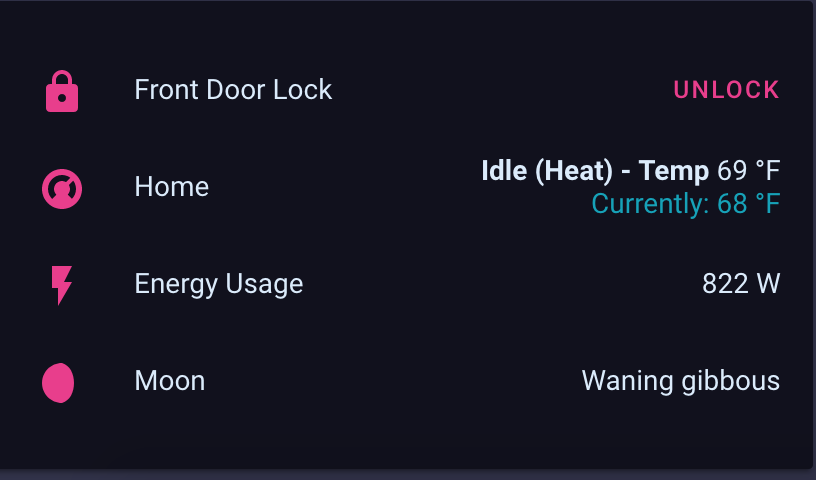 Front Door Lock UNLOCK
Home Idle (Heat) - Temp 69 °F
Currently: 68 °F
Energy Usage 822 W
Moon Waning gibbous